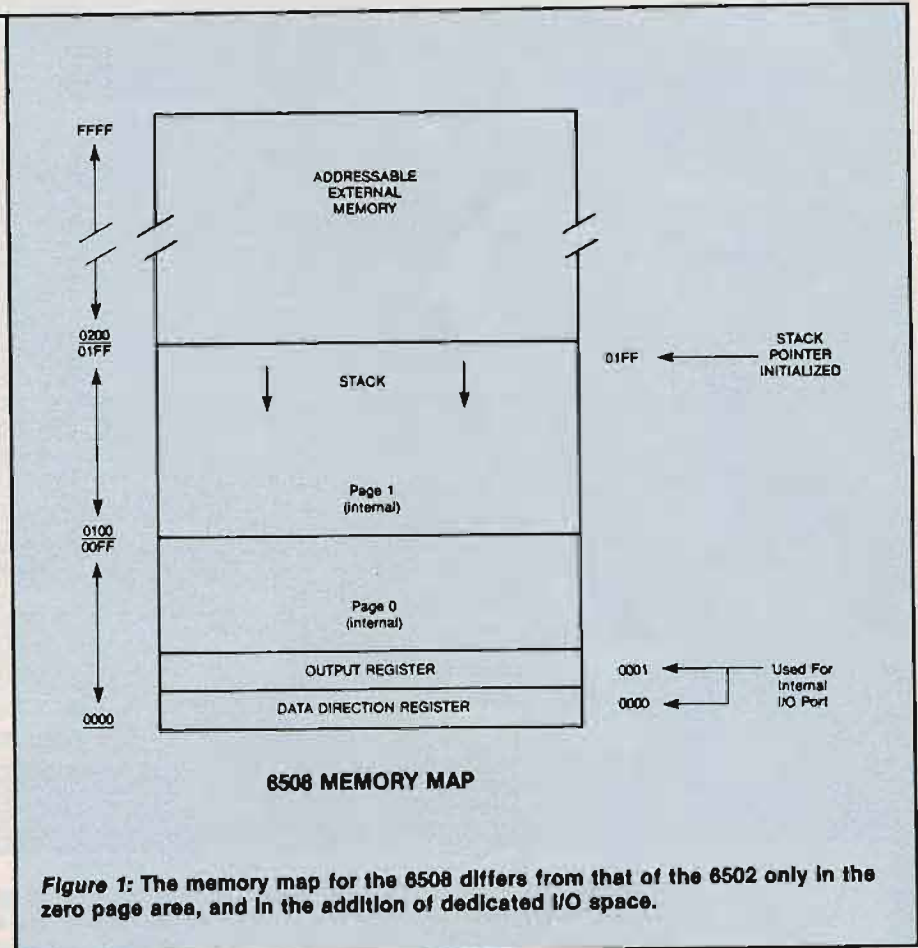 FFFF
ADDRESSABLE
EXTERNAL
MEMORY
0200
01FF
STACK
01FF
STACK
POINTER
INITIALIZED
Page 1
(internal)
0100
00FF
Page 0
(internal)
OUTPUT REGISTER
0001
Used For
Internal
I/O Port
DATA DIRECTION REGISTER
0000
0000
6508 MEMORY MAP
Figure 1: The memory map for the 6508 differs from that of the 6502 only in the
zero page area, and in the addition of dedicated I/O space.